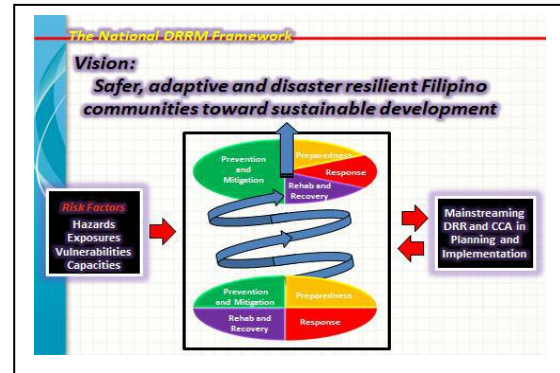 The National DRRM Framework
Vision:
Safer, adaptive and disaster resilient Filipino
communities toward sustainable development
Prevention
and
Mitigation
Preparedness
Response
Rehab and
Recovery
Risk Factors
Hazards
Exposures
Vulnerabilities
Capacities
Mainstreaming
DRR and CCA in
Planning and
Implementation
Prevention
and Mitigation
Preparedness
Rehab and
Recovery
Response